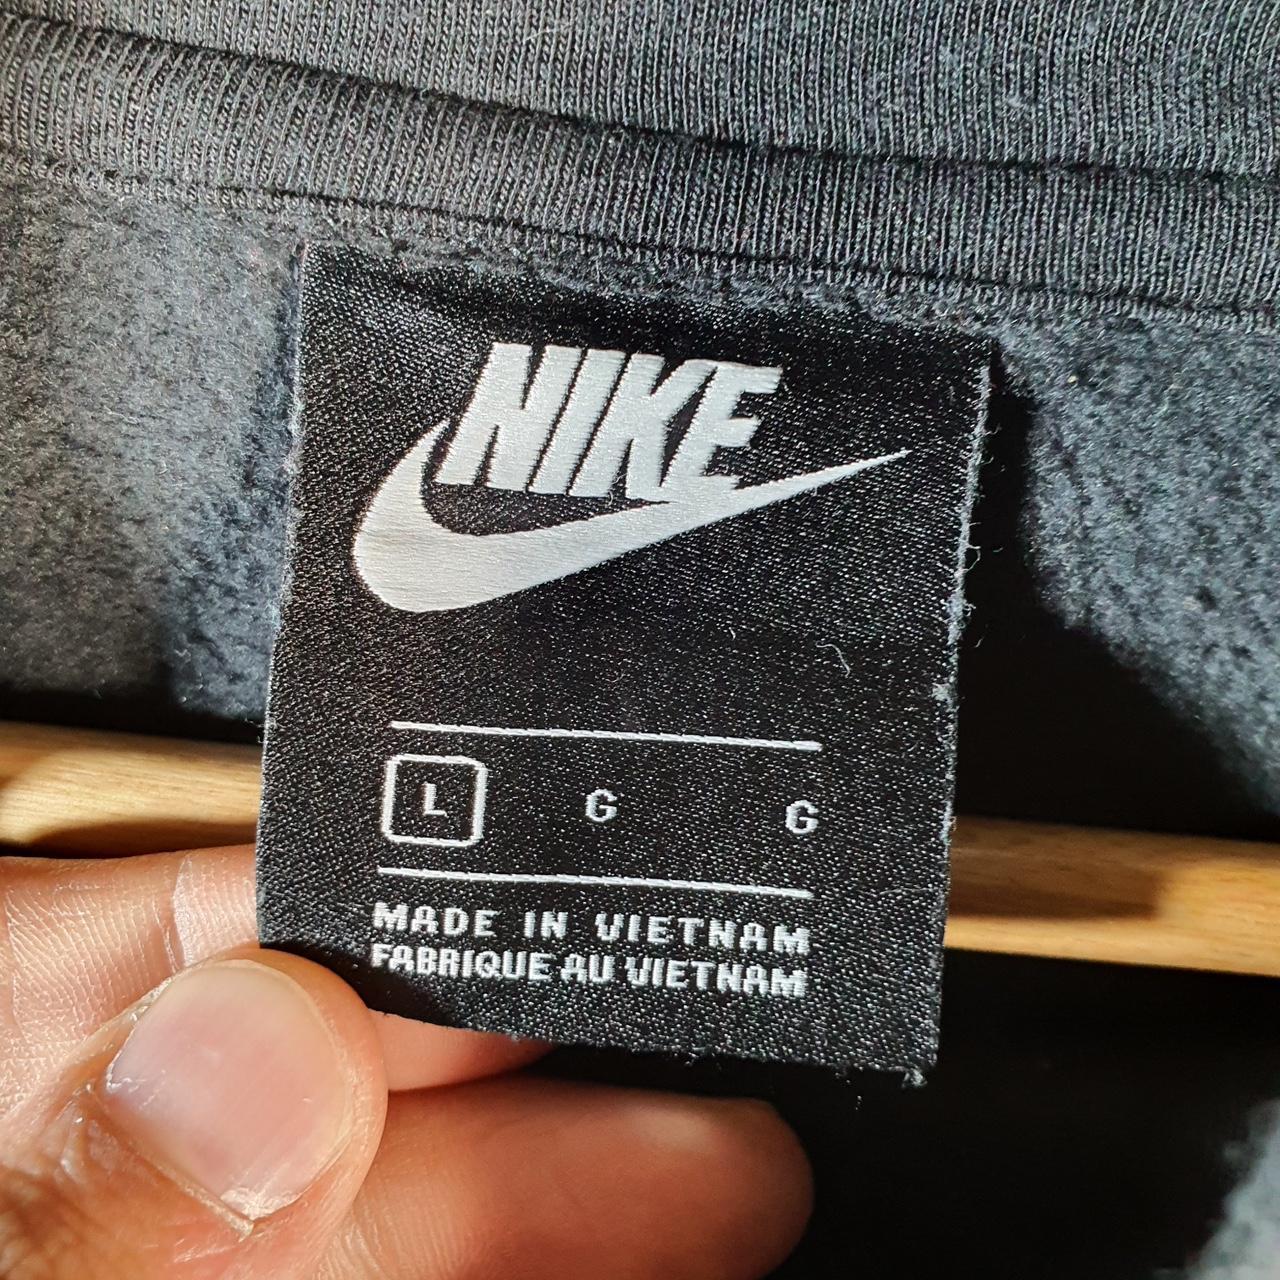 NIKE
L G G
MADE IN VIETNAM
FABRIQUE AU VIETNAM